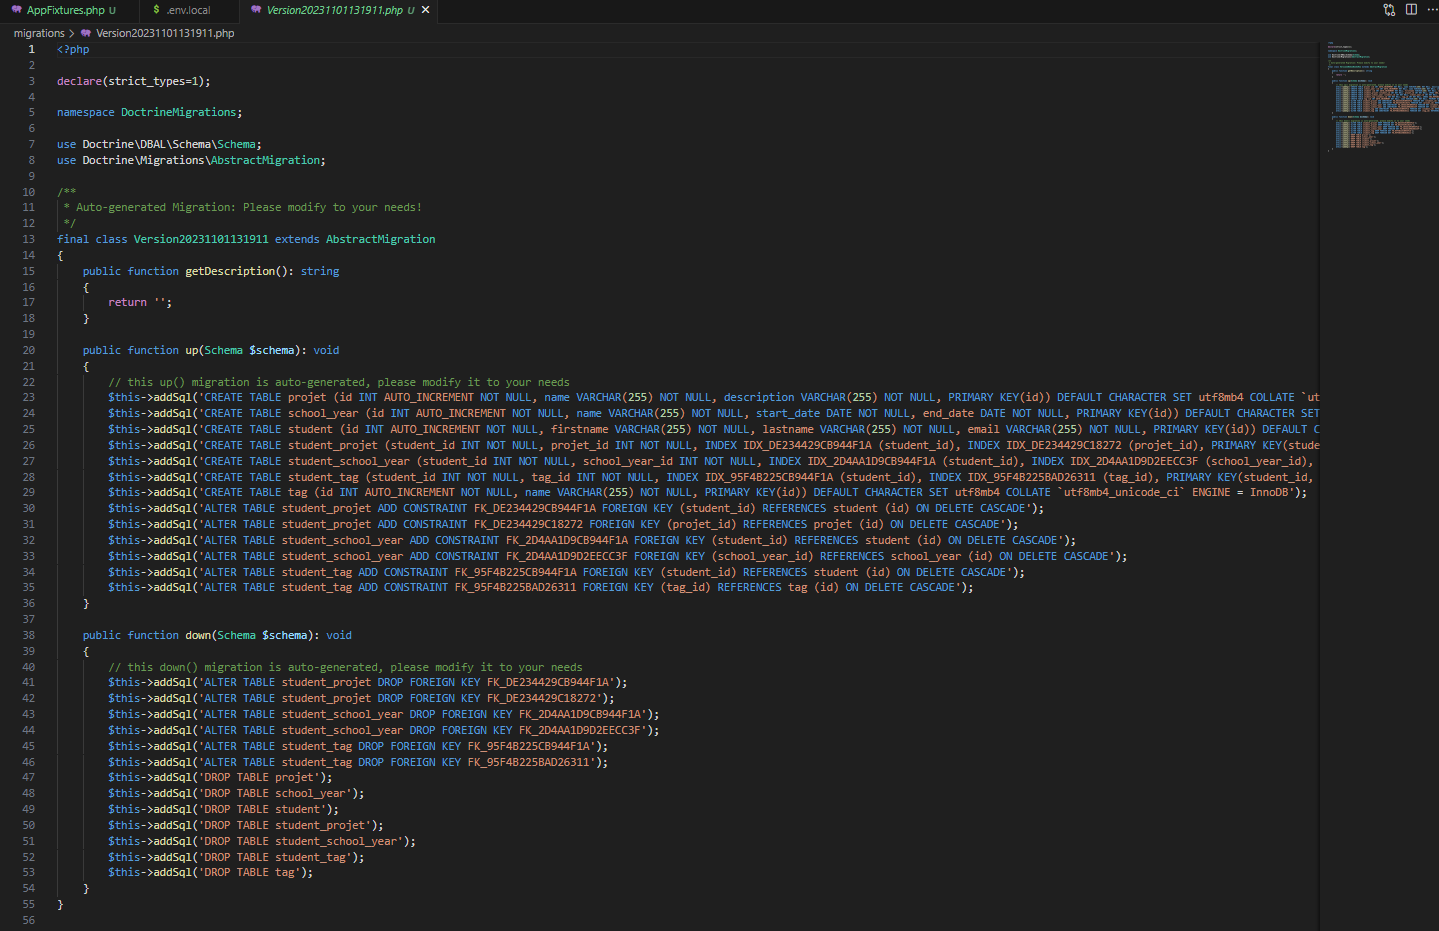 AppFixtures.php U
$ .env.local
Version20231101131911.php U
migrations > Version20231101131911.php
1 <?php
2
3 declare(strict_types=1);
4
5 namespace DoctrineMigrations;
6
7 use Doctrine\DBAL\Schema\Schema;
8 use Doctrine\Migrations\AbstractMigration;
9
10 /**
11  * Auto-generated Migration: Please modify to your needs!
12  */
13 final class Version20231101131911 extends AbstractMigration
14 {
15     public function getDescription(): string
16     {
17         return '';
18     }
19
20     public function up(Schema $schema): void
21     {
22         // this up() migration is auto-generated, please modify it to your needs
23         $this->addSql('CREATE TABLE projet (id INT AUTO_INCREMENT NOT NULL, name VARCHAR(255) NOT NULL, description VARCHAR(255) NOT NULL, PRIMARY KEY(id)) DEFAULT CHARACTER SET utf8mb4 COLLATE `ut
24         $this->addSql('CREATE TABLE school_year (id INT AUTO_INCREMENT NOT NULL, name VARCHAR(255) NOT NULL, start_date DATE NOT NULL, end_date DATE NOT NULL, PRIMARY KEY(id)) DEFAULT CHARACTER SET
25         $this->addSql('CREATE TABLE student (id INT AUTO_INCREMENT NOT NULL, firstname VARCHAR(255) NOT NULL, lastname VARCHAR(255) NOT NULL, email VARCHAR(255) NOT NULL, PRIMARY KEY(id)) DEFAULT C
26         $this->addSql('CREATE TABLE student_projet (student_id INT NOT NULL, projet_id INT NOT NULL, INDEX IDX_DE234429CB944F1A (student_id), INDEX IDX_DE234429C18272 (projet_id), PRIMARY KEY(stude
27         $this->addSql('CREATE TABLE student_school_year (student_id INT NOT NULL, school_year_id INT NOT NULL, INDEX IDX_2D4AA1D9CB944F1A (student_id), INDEX IDX_2D4AA1D9D2EECC3F (school_year_id),
28         $this->addSql('CREATE TABLE student_tag (student_id INT NOT NULL, tag_id INT NOT NULL, INDEX IDX_95F4B225CB944F1A (student_id), INDEX IDX_95F4B225BAD26311 (tag_id), PRIMARY KEY(student_id,
29         $this->addSql('CREATE TABLE tag (id INT AUTO_INCREMENT NOT NULL, name VARCHAR(255) NOT NULL, PRIMARY KEY(id)) DEFAULT CHARACTER SET utf8mb4 COLLATE `utf8mb4_unicode_ci` ENGINE = InnoDB');
30         $this->addSql('ALTER TABLE student_projet ADD CONSTRAINT FK_DE234429CB944F1A FOREIGN KEY (student_id) REFERENCES student (id) ON DELETE CASCADE');
31         $this->addSql('ALTER TABLE student_projet ADD CONSTRAINT FK_DE234429C18272 FOREIGN KEY (projet_id) REFERENCES projet (id) ON DELETE CASCADE');
32         $this->addSql('ALTER TABLE student_school_year ADD CONSTRAINT FK_2D4AA1D9CB944F1A FOREIGN KEY (student_id) REFERENCES student (id) ON DELETE CASCADE');
33         $this->addSql('ALTER TABLE student_school_year ADD CONSTRAINT FK_2D4AA1D9D2EECC3F FOREIGN KEY (school_year_id) REFERENCES school_year (id) ON DELETE CASCADE');
34         $this->addSql('ALTER TABLE student_tag ADD CONSTRAINT FK_95F4B225CB944F1A FOREIGN KEY (student_id) REFERENCES student (id) ON DELETE CASCADE');
35         $this->addSql('ALTER TABLE student_tag ADD CONSTRAINT FK_95F4B225BAD26311 FOREIGN KEY (tag_id) REFERENCES tag (id) ON DELETE CASCADE');
36     }
37
38     public function down(Schema $schema): void
39     {
40         // this down() migration is auto-generated, please modify it to your needs
41         $this->addSql('ALTER TABLE student_projet DROP FOREIGN KEY FK_DE234429CB944F1A');
42         $this->addSql('ALTER TABLE student_projet DROP FOREIGN KEY FK_DE234429C18272');
43         $this->addSql('ALTER TABLE student_school_year DROP FOREIGN KEY FK_2D4AA1D9CB944F1A');
44         $this->addSql('ALTER TABLE student_school_year DROP FOREIGN KEY FK_2D4AA1D9D2EECC3F');
45         $this->addSql('ALTER TABLE student_tag DROP FOREIGN KEY FK_95F4B225CB944F1A');
46         $this->addSql('ALTER TABLE student_tag DROP FOREIGN KEY FK_95F4B225BAD26311');
47         $this->addSql('DROP TABLE projet');
48         $this->addSql('DROP TABLE school_year');
49         $this->addSql('DROP TABLE student');
50         $this->addSql('DROP TABLE student_projet');
51         $this->addSql('DROP TABLE student_school_year');
52         $this->addSql('DROP TABLE student_tag');
53         $this->addSql('DROP TABLE tag');
54     }
55 }
56